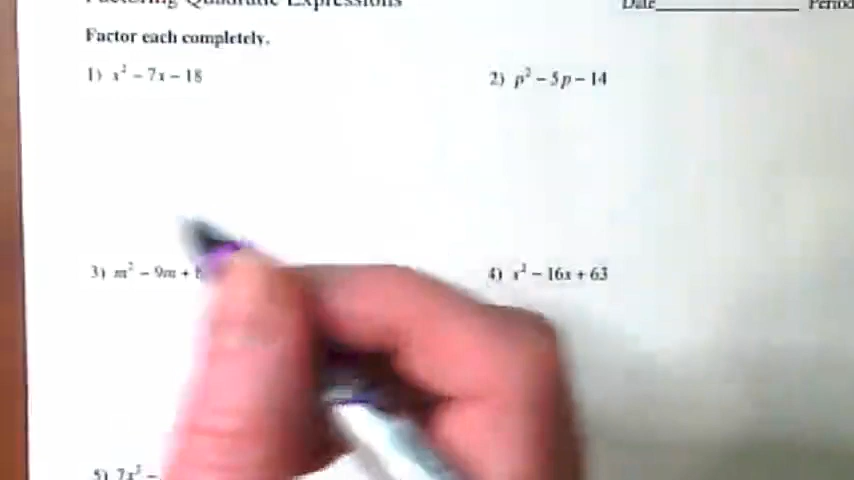 Factoring Quadratic Expressions
Date Period
Factor each completely.
1) x² − 7x − 18
2) p² − 5p − 14
3) m² − 9m +
4) x² − 16x + 63
5) 7x² −